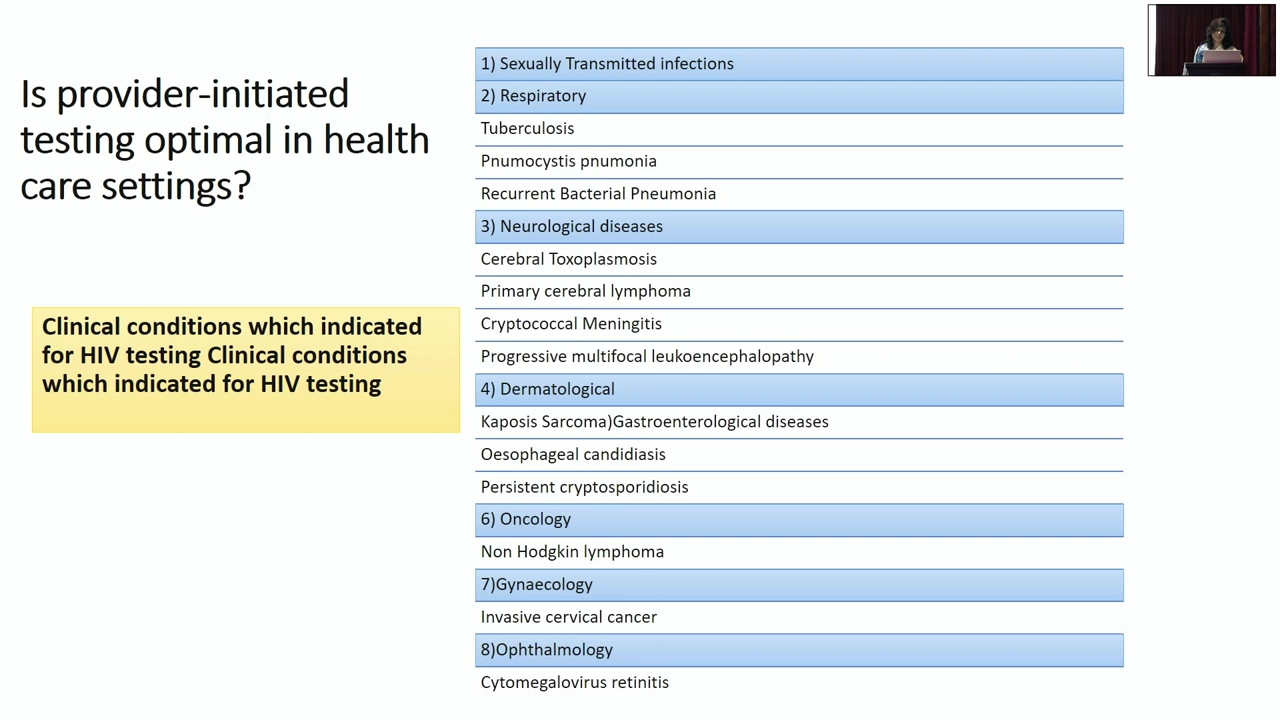 Is provider-initiated
testing optimal in health
care settings?
Clinical conditions which indicated
for HIV testing Clinical conditions
which indicated for HIV testing
1) Sexually Transmitted infections
2) Respiratory
Tuberculosis
Pnumocystis pnumonia
Recurrent Bacterial Pneumonia
3) Neurological diseases
Cerebral Toxoplasmosis
Primary cerebral lymphoma
Cryptococcal Meningitis
Progressive multifocal leukoencephalopathy
4) Dermatological
Kaposis Sarcoma)Gastroenterological diseases
Oesophageal candidiasis
Persistent cryptosporidiosis
6) Oncology
Non Hodgkin lymphoma
7)Gynaecology
Invasive cervical cancer
8)Ophthalmology
Cytomegalovirus retinitis